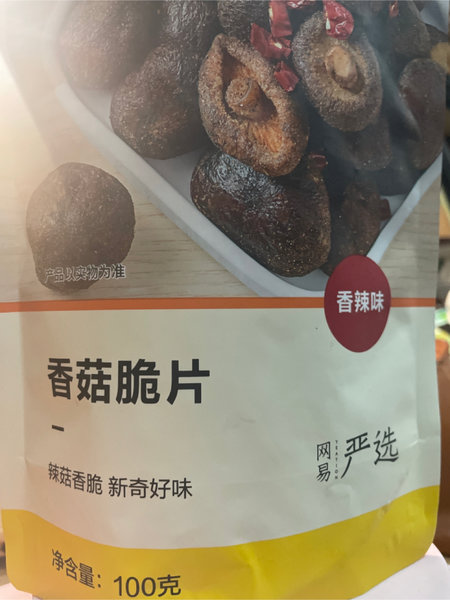 产品以实物为准
香辣味
香菇脆片
辣菇香脆 新奇好味
网易
YEATION
严选
净含量：100克